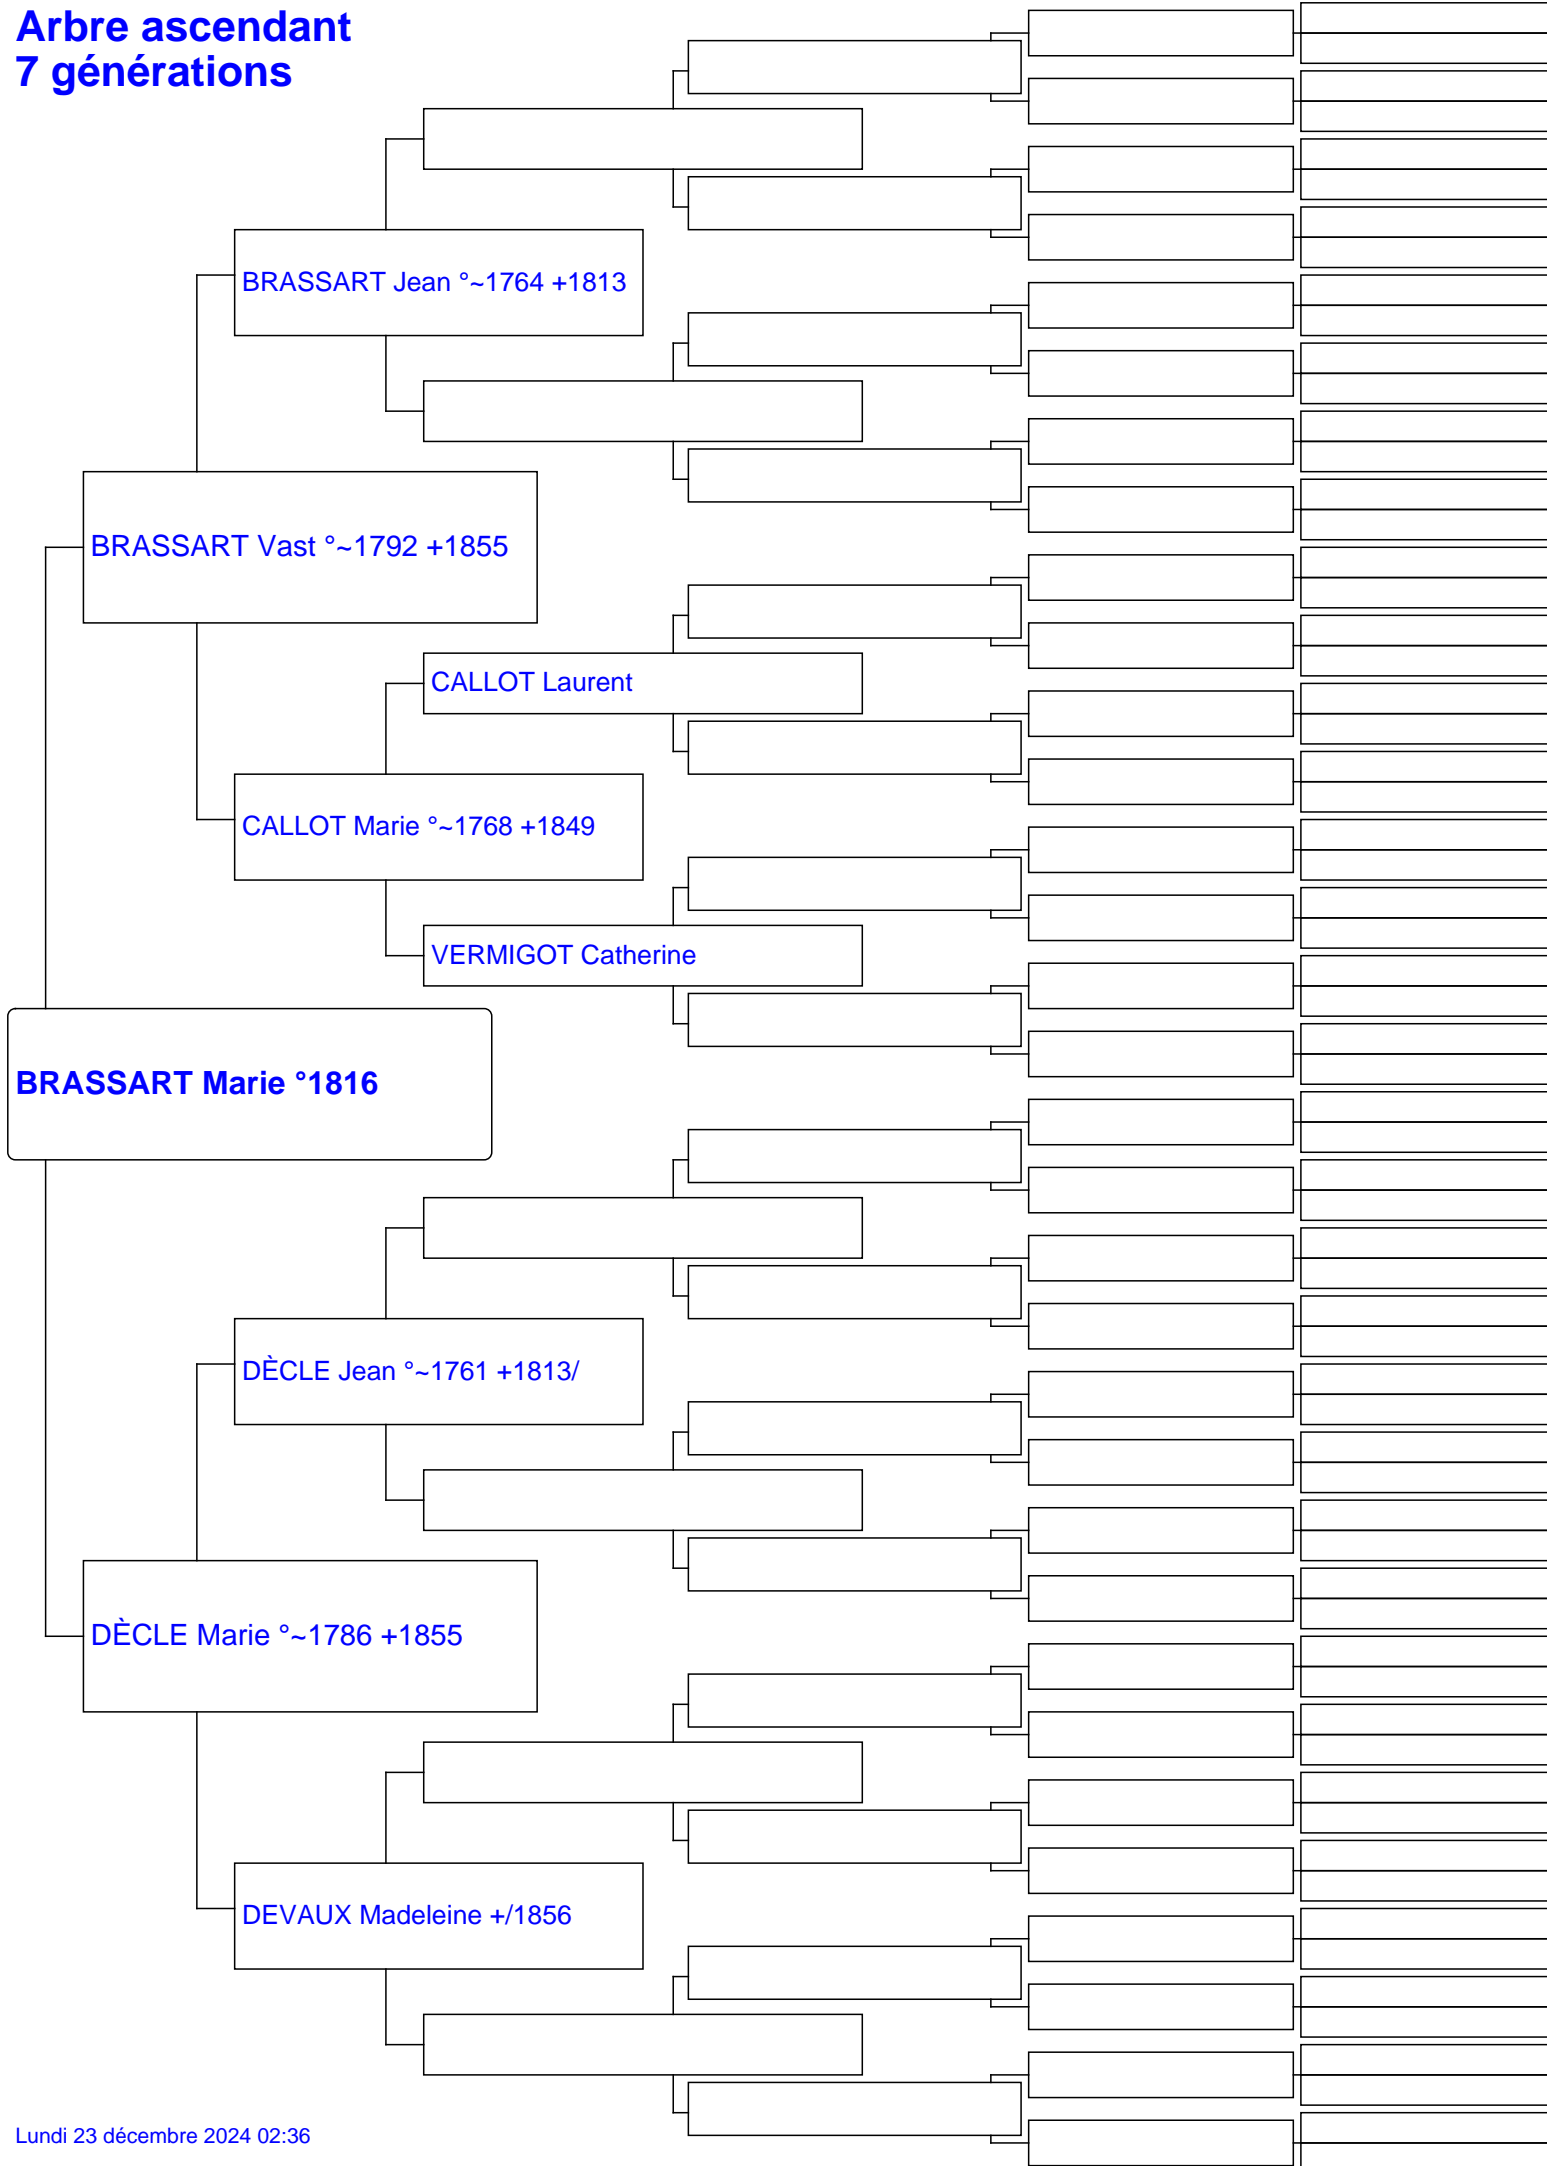 Arbre ascendant
7 générations
BRASSART Jean °~1764 +1813
BRASSART Vast °~1792 +1855
CALLOT Laurent
CALLOT Marie °~1768 +1849
VERMIGOT Catherine
BRASSART Marie °1816
DÈCLE Jean °~1761 +1813/
DÈCLE Marie °~1786 +1855
DEVAUX Madeleine +/1856
Lundi 23 décembre 2024 02:36